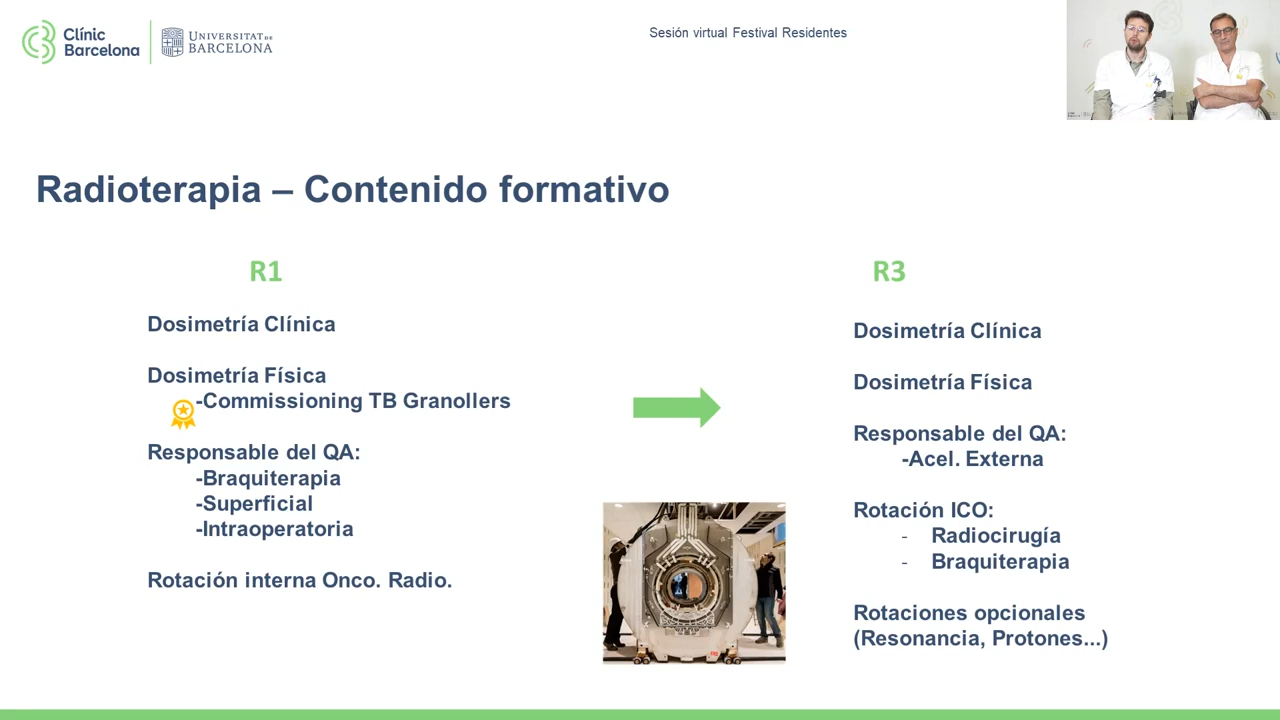 Clínic
Barcelona
UNIVERSITAT DE
BARCELONA
Sesión virtual Festival Residentes
Radioterapia – Contenido formativo
R1
Dosimetría Clínica
Dosimetría Física
-Commissioning TB Granollers
Responsable del QA:
-Braquiterapia
-Superficial
-Intraoperatoria
Rotación interna Onco. Radio.
R3
Dosimetría Clínica
Dosimetría Física
Responsable del QA:
-Acel. Externa
Rotación ICO:
- Radiocirugía
- Braquiterapia
Rotaciones opcionales
(Resonancia, Protones...)